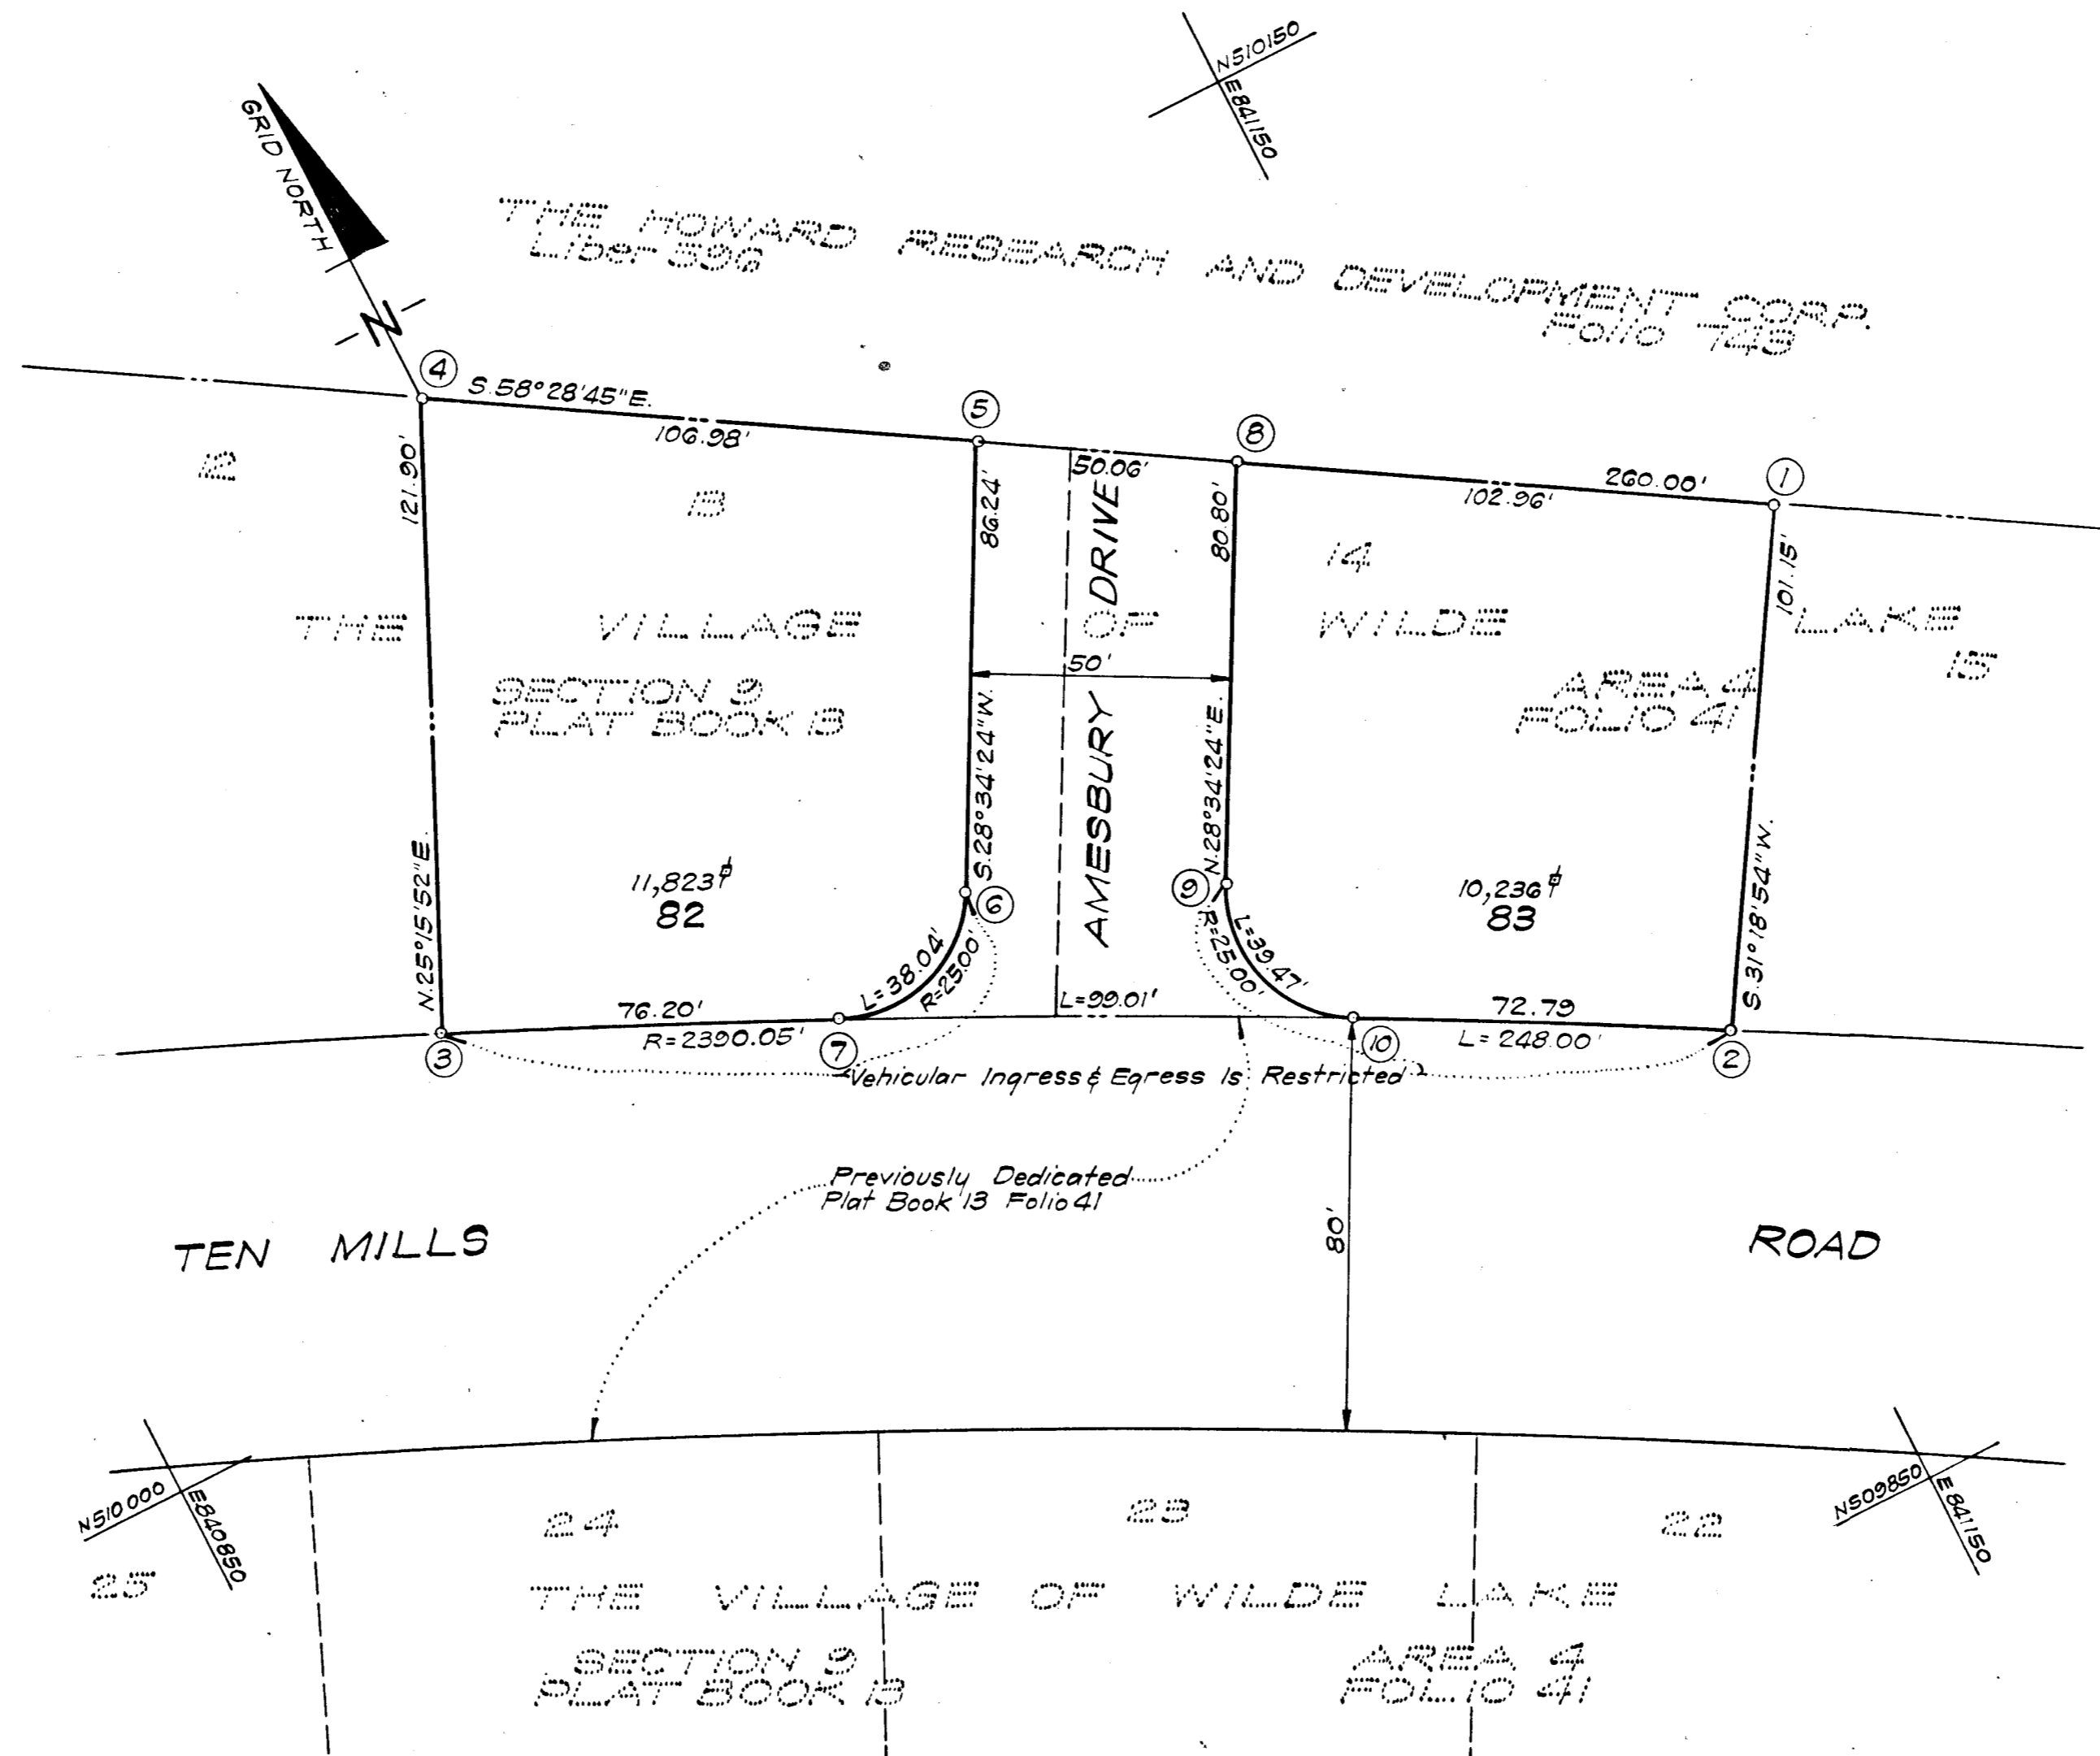 N510150
E841150
GRID NORTH
N
THE HOWARD RESEARCH AND DEVELOPMENT CORP.
Liber 596 Folio 749
4
S.58°28'45"E.
106.98'
5
50.06'
8
260.00'
102.96'
1
12
121.90'
13
86.24'
80.80'
14
101.15'
15
THE VILLAGE OF WILDE LAKE
SECTION 9 AREA 4
PLAT BOOK 13 FOLIO 41
50'
AMESBURY DRIVE
N.25°15'52"E.
S.28°34'24"W.
N.28°34'24"E.
S.31°18'54"W.
11,823
82
6
9
10,236
83
L=38.04'
R=25.00'
L=39.47'
R=25.00'
76.20'
R=2390.05'
L=99.01'
72.79
L=248.00'
3
7
10
2
Vehicular Ingress & Egress Is Restricted
Previously Dedicated
Plat Book 13 Folio 41
80'
TEN MILLS ROAD
N510000
E840850
N509850
E841150
25
24
23
22
THE VILLAGE OF WILDE LAKE
SECTION 9 AREA 4
PLAT BOOK 13 FOLIO 41